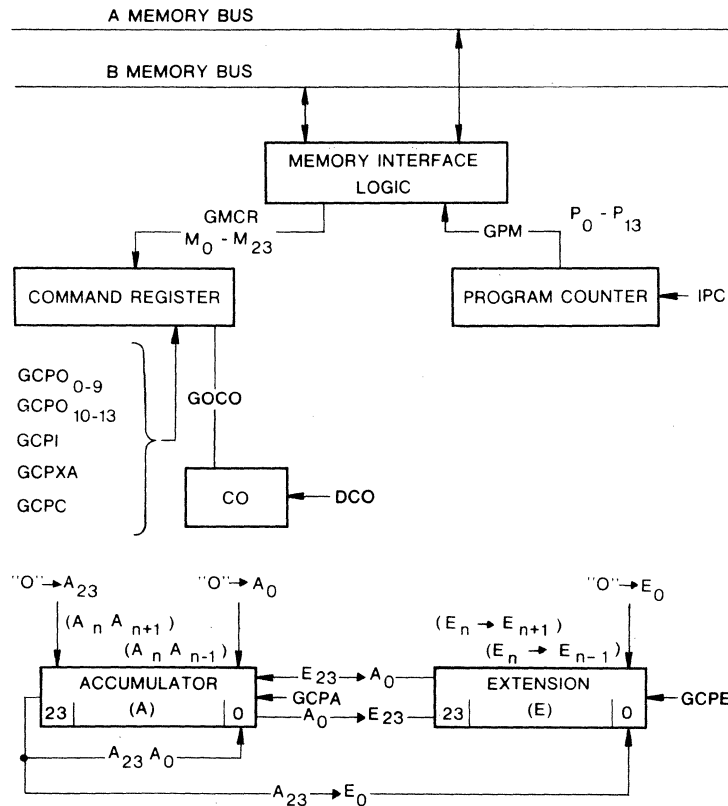 A MEMORY BUS
B MEMORY BUS
MEMORY INTERFACE
LOGIC
GMCR
M0 - M23
GPM
P0 - P13
COMMAND REGISTER
PROGRAM COUNTER
IPC
GCPO0-9
GCPO10-13
GCPI
GCPXA
GCPC
GOCO
CO
DCO
"O"→A23
"O"→A0
"O"→E0
(An An+1)
(An An-1)
(En → En+1)
(En → En-1)
ACCUMULATOR
(A)
23
0
E23→A0
GCPA
A0→E23
EXTENSION
(E)
23
0
GCPE
A23 A0
A23→E0